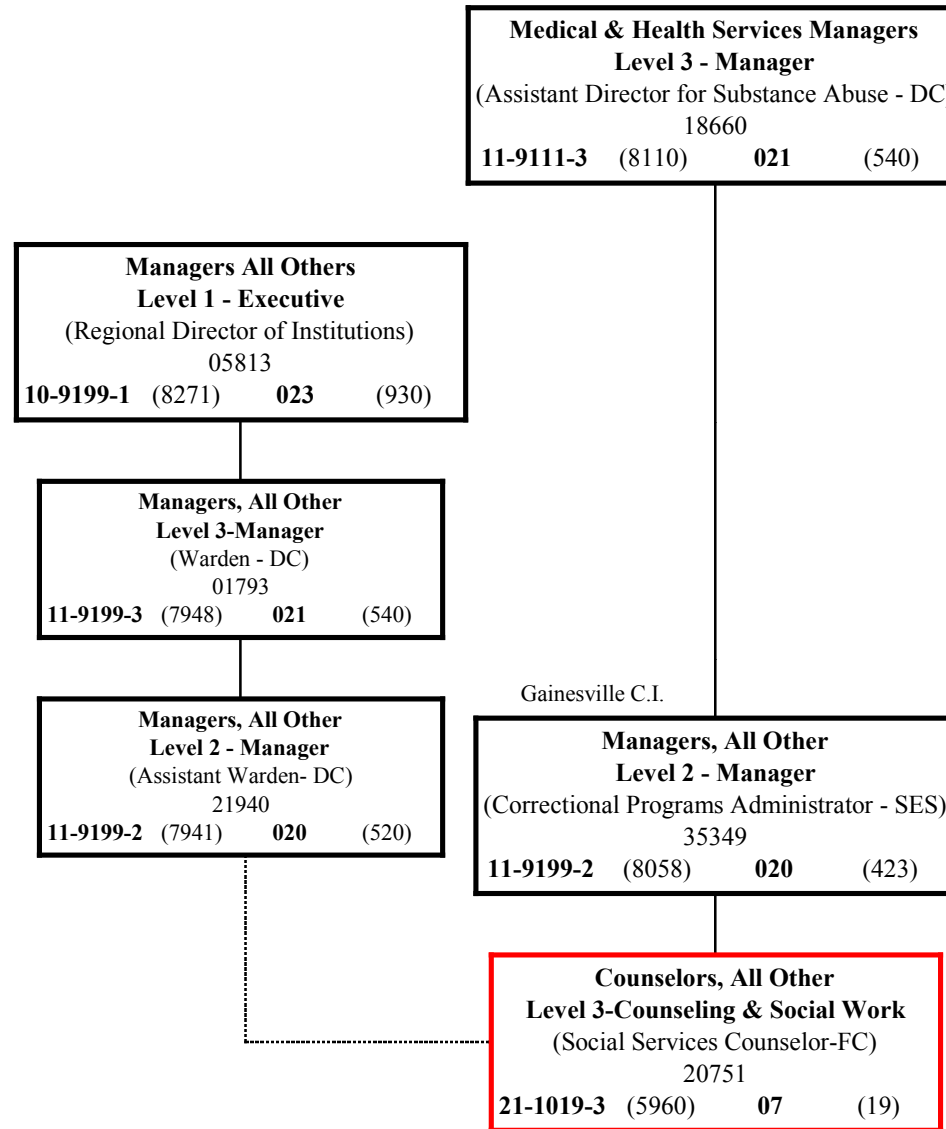 Medical & Health Services Managers
Level 3 - Manager
(Assistant Director for Substance Abuse - DC
18660
11-9111-3 (8110) 021 (540)
Managers All Others
Level 1 - Executive
(Regional Director of Institutions)
05813
10-9199-1 (8271) 023 (930)
Managers, All Other
Level 3-Manager
(Warden - DC)
01793
11-9199-3 (7948) 021 (540)
Managers, All Other
Level 2 - Manager
(Assistant Warden- DC)
21940
11-9199-2 (7941) 020 (520)
Gainesville C.I.
Managers, All Other
Level 2 - Manager
(Correctional Programs Administrator - SES)
35349
11-9199-2 (8058) 020 (423)
Counselors, All Other
Level 3-Counseling & Social Work
(Social Services Counselor-FC)
20751
21-1019-3 (5960) 07 (19)